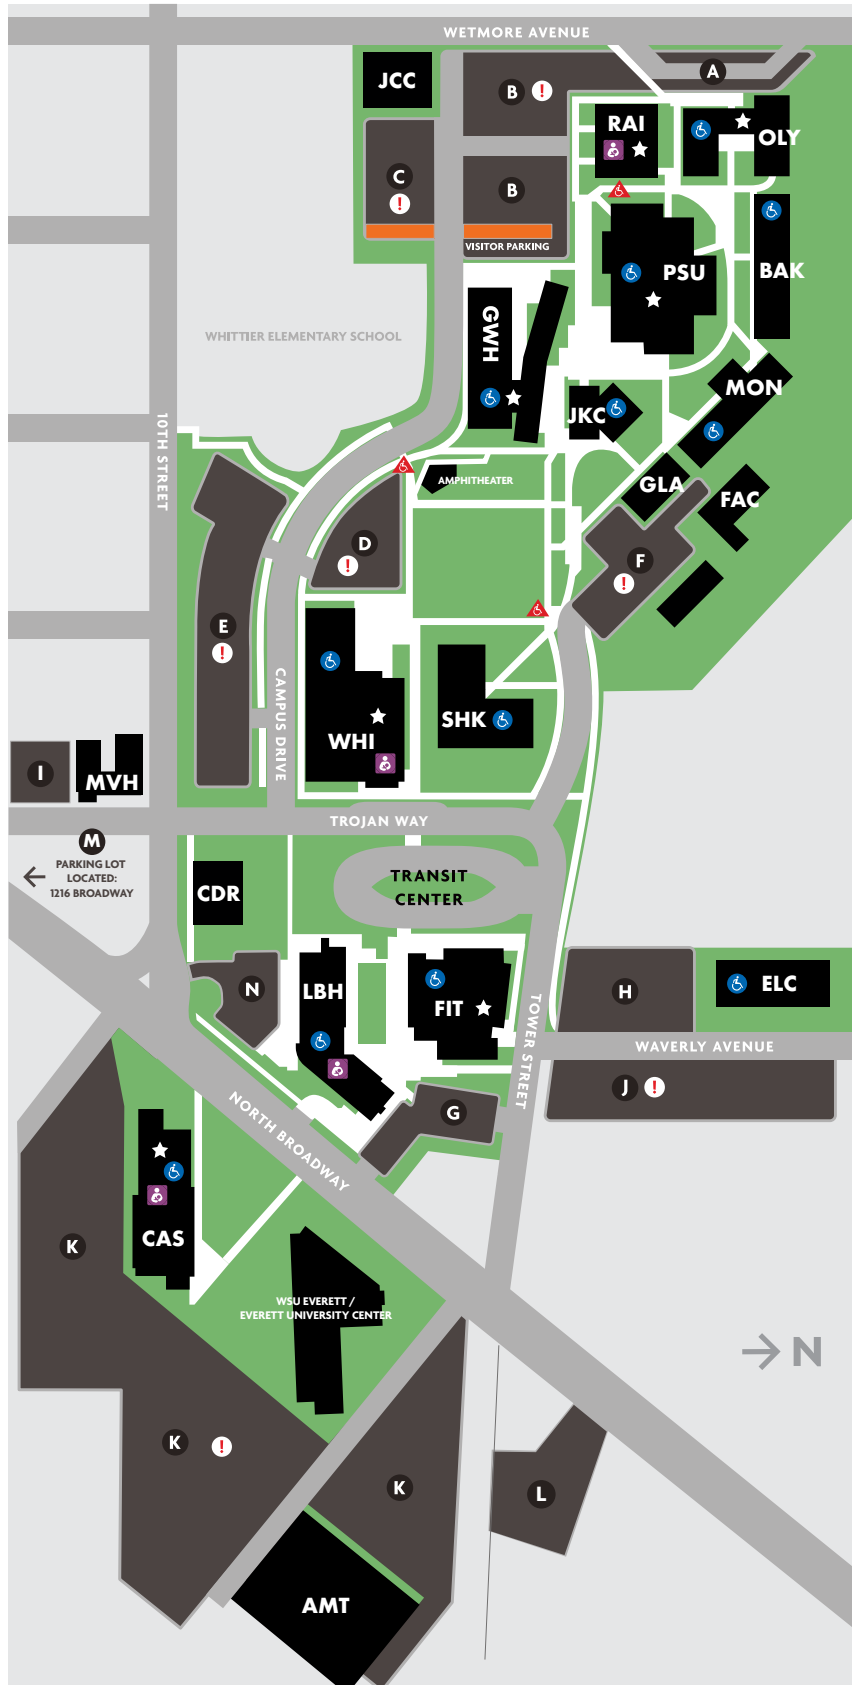 WETMORE AVENUE
JCC
B !
A
RAI
OLY
C
!
B
VISITOR PARKING
PSU
BAK
WHITTIER ELEMENTARY SCHOOL
GWH
MON
JKC
10TH STREET
AMPHITHEATER
GLA
FAC
D
!
F
!
E
!
CAMPUS DRIVE
SHK
WHI
I
MVH
TROJAN WAY
M
PARKING LOT
LOCATED:
1216 BROADWAY
TRANSIT
CENTER
CDR
N
LBH
FIT
H
ELC
TOWER STREET
WAVERLY AVENUE
J !
G
NORTH BROADWAY
K
CAS
WSU EVERETT /
EVERETT UNIVERSITY CENTER
N
K !
K
L
AMT